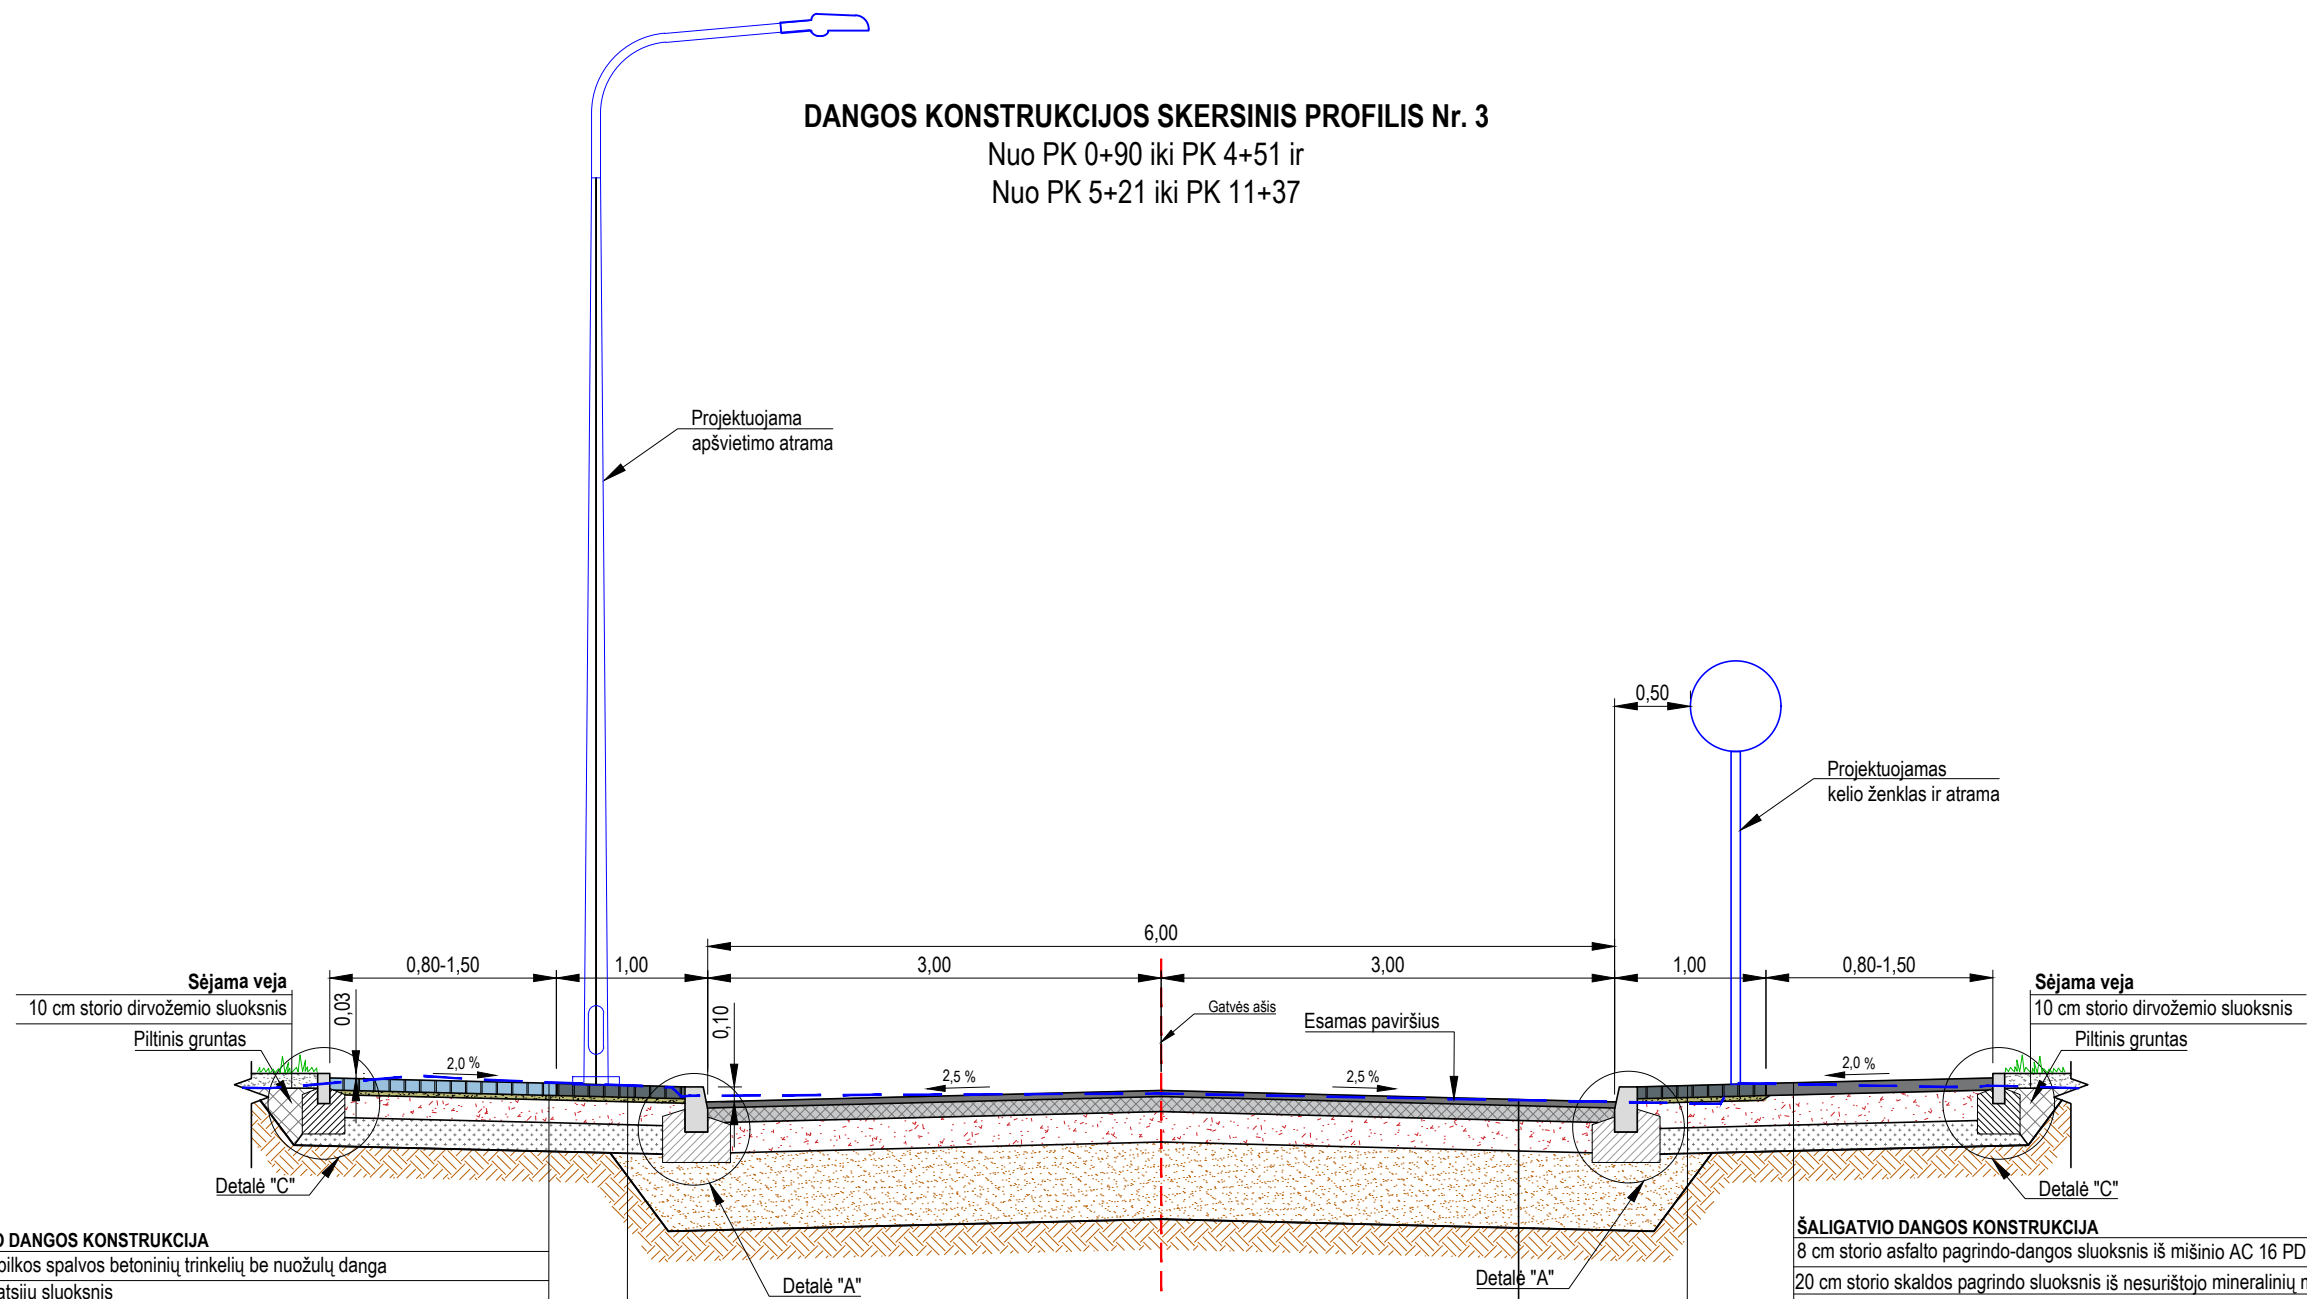 DANGOS KONSTRUKCIJOS SKERSINIS PROFILIS Nr. 3
Nuo PK 0+90 iki PK 4+51 ir
Nuo PK 5+21 iki PK 11+37
Projektuojama
apšvietimo atrama
0,50
Projektuojamas
kelio ženklas ir atrama
6,00
0,80-1,50
1,00
3,00
3,00
1,00
0,80-1,50
Sėjama veja
10 cm storio dirvožemio sluoksnis
Piltinis gruntas
0,03
0,10
Gatvės ašis
Esamas paviršius
Sėjama veja
10 cm storio dirvožemio sluoksnis
Piltinis gruntas
2,0 %
2,5 %
2,5 %
2,0 %
Detalė "C"
Detalė "A"
Detalė "A"
Detalė "C"
DANGOS KONSTRUKCIJA
pilkos spalvos betoninių trinkelių be nuožulų danga
atsijų sluoksnis
ŠALIGATVIO DANGOS KONSTRUKCIJA
8 cm storio asfalto pagrindo-dangos sluoksnis iš mišinio AC 16 PD
20 cm storio skaldos pagrindo sluoksnis iš nesurištojo mineralinių